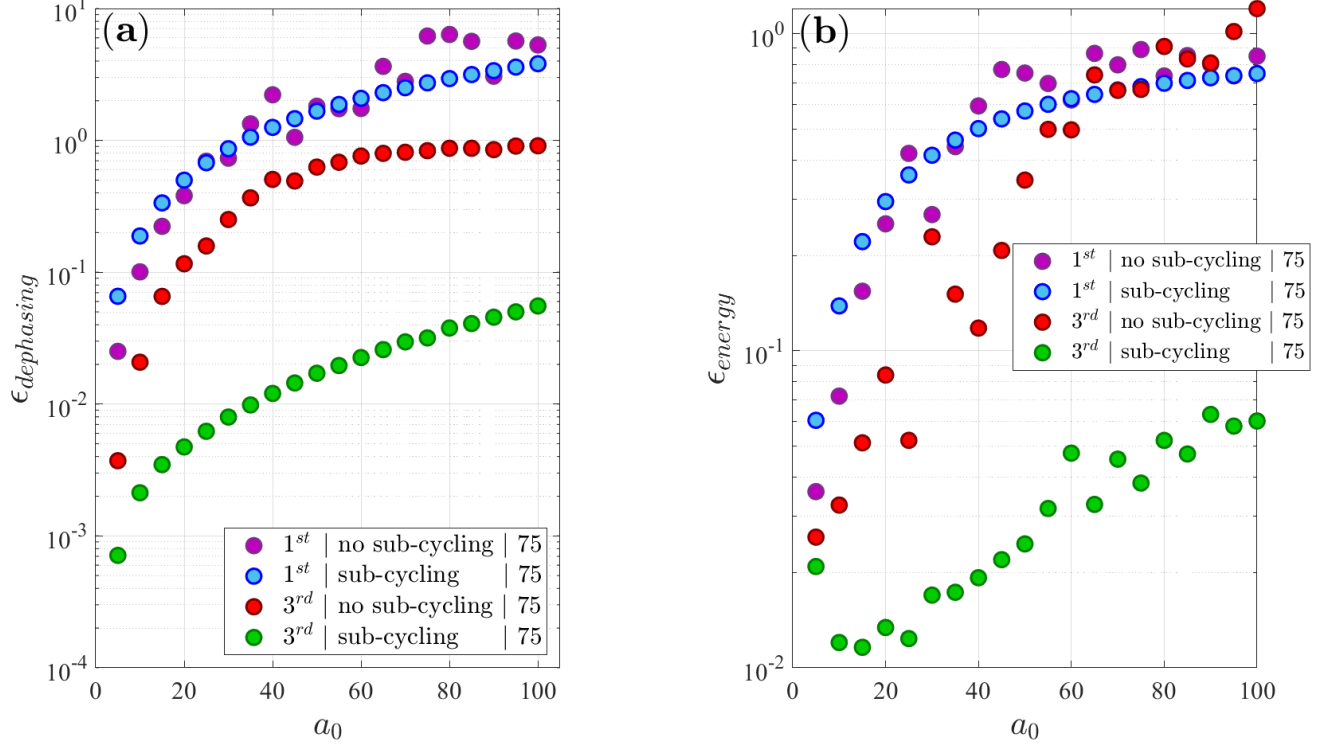 (a)
10^1
10^0
10^-1
10^-2
10^-3
10^-4
ϵ_dephasing
0 20 40 60 80 100
a_0
1^st | no sub-cycling | 75
1^st | sub-cycling | 75
3^rd | no sub-cycling | 75
3^rd | sub-cycling | 75
(b)
10^0
10^-1
10^-2
ϵ_energy
0 20 40 60 80 100
a_0
1^st | no sub-cycling | 75
1^st | sub-cycling | 75
3^rd | no sub-cycling | 75
3^rd | sub-cycling | 75